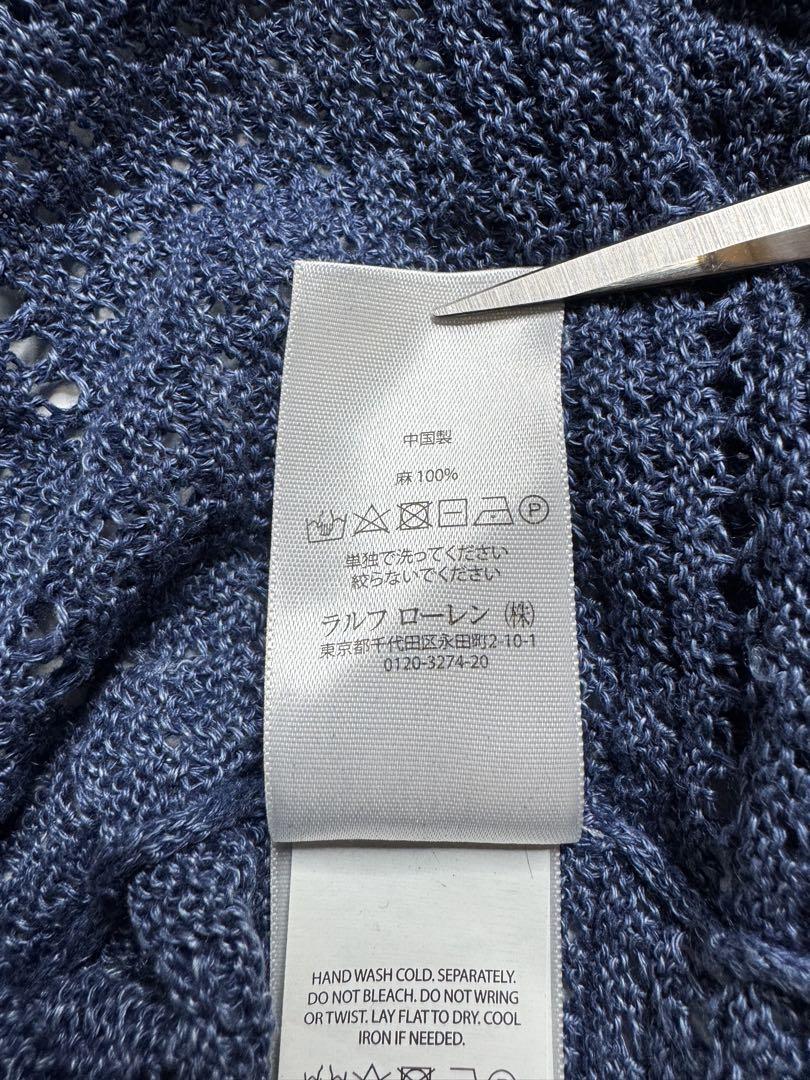 中国製
麻 100%
P
単独で洗ってください
絞らないでください
ラルフ ローレン (株)
東京都千代田区永田町2-10-1
0120-3274-20
HAND WASH COLD. SEPARATELY.
DO NOT BLEACH. DO NOT WRING
OR TWIST. LAY FLAT TO DRY. COOL
IRON IF NEEDED.